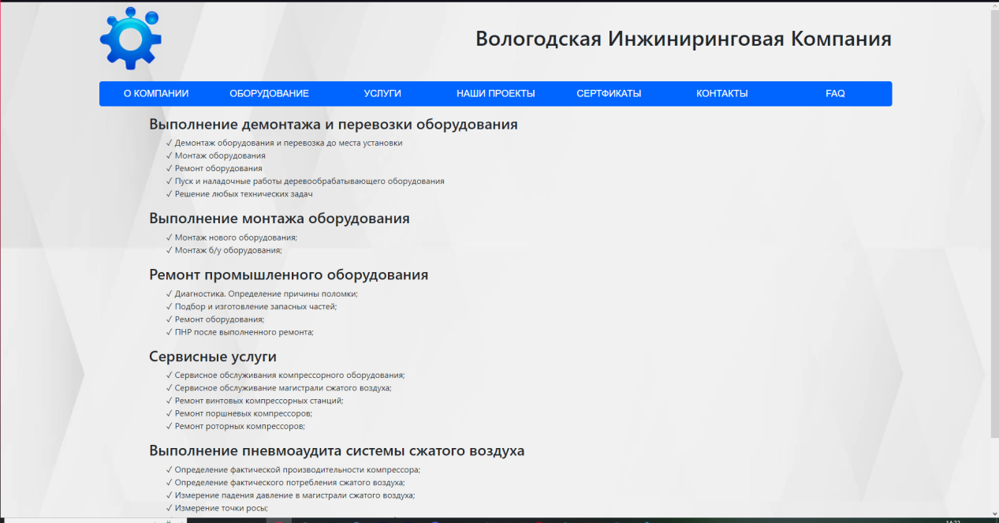 Вологодская Инжиниринговая Компания
О КОМПАНИИ ОБОРУДОВАНИЕ УСЛУГИ НАШИ ПРОЕКТЫ СЕРТФИКАТЫ КОНТАКТЫ FAQ
Выполнение демонтажа и перевозки оборудования
✓ Демонтаж оборудования и перевозка до места установки
✓ Монтаж оборудования
✓ Ремонт оборудования
✓ Пуск и наладочные работы деревообрабатывающего оборудования
✓ Решение любых технических задач
Выполнение монтажа оборудования
✓ Монтаж нового оборудования;
✓ Монтаж б/у оборудования;
Ремонт промышленного оборудования
✓ Диагностика. Определение причины поломки;
✓ Подбор и изготовление запасных частей;
✓ Ремонт оборудования;
✓ ПНР после выполненного ремонта;
Сервисные услуги
✓ Сервисное обслуживания компрессорного оборудования;
✓ Сервисное обслуживание магистрали сжатого воздуха;
✓ Ремонт винтовых компрессорных станций;
✓ Ремонт поршневых компрессоров;
✓ Ремонт роторных компрессоров;
Выполнение пневмоаудита системы сжатого воздуха
✓ Определение фактической производительности компрессора;
✓ Определение фактического потребления сжатого воздуха;
✓ Измерение падения давление в магистрали сжатого воздуха;
✓ Измерение точки росы;